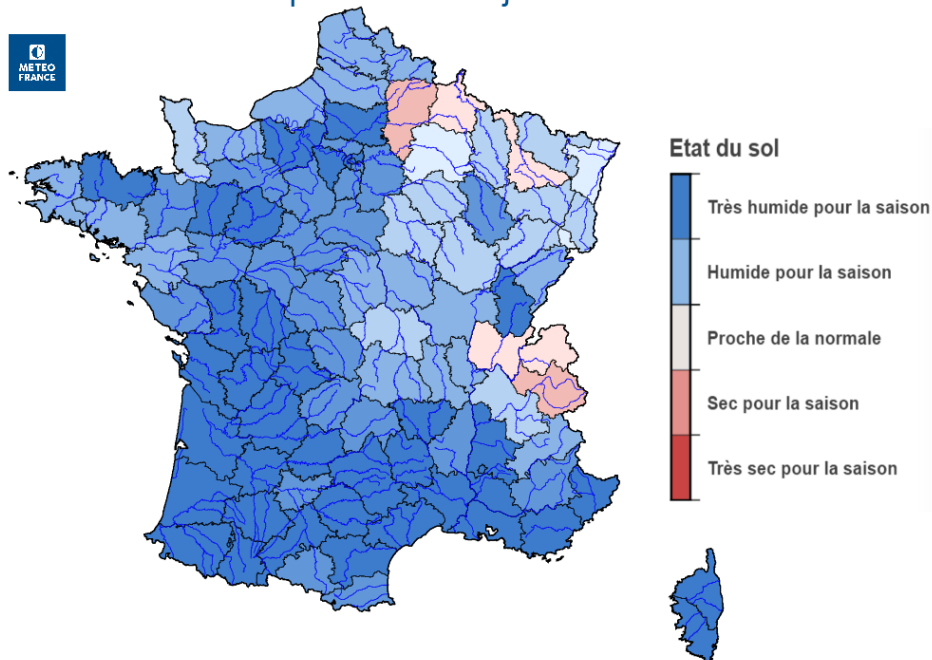 METEO
FRANCE
Etat du sol
Très humide pour la saison
Humide pour la saison
Proche de la normale
Sec pour la saison
Très sec pour la saison